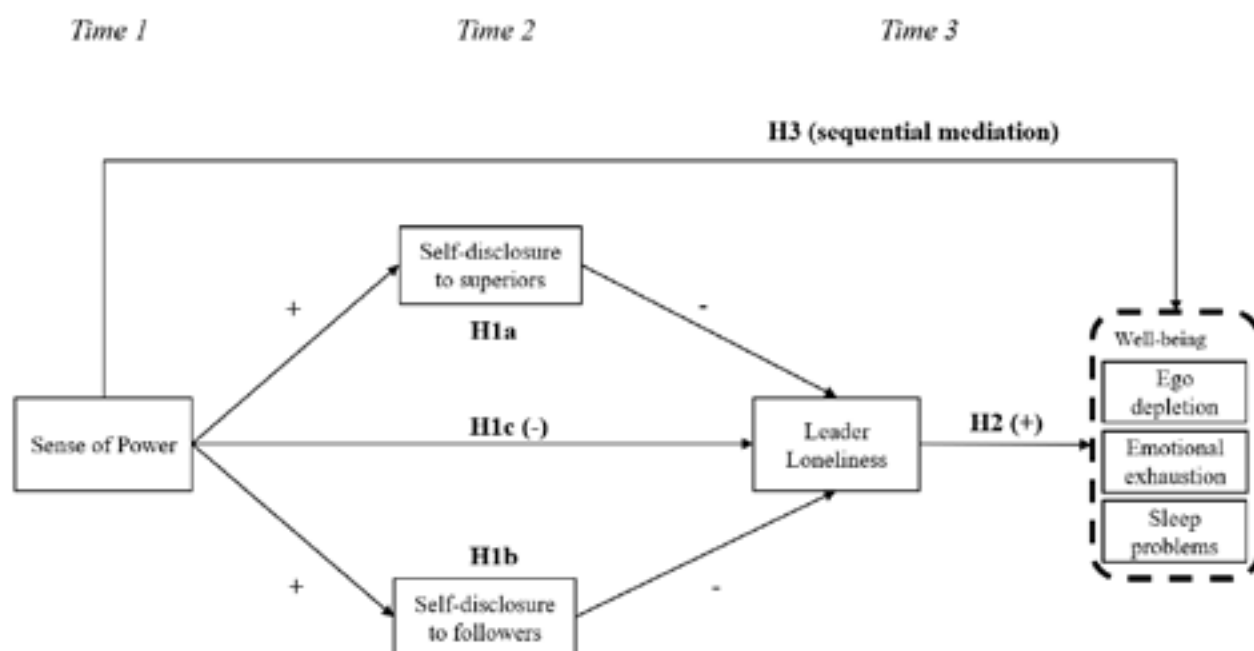 Time 1 Time 2 Time 3
H3 (sequential mediation)
Self-disclosure
to superiors
+
-
H1a
Well-being
Ego
depletion
Sense of Power
H1c (-)
Leader
Loneliness
H2 (+)
Emotional
exhaustion
Sleep
problems
H1b
+
-
Self-disclosure
to followers